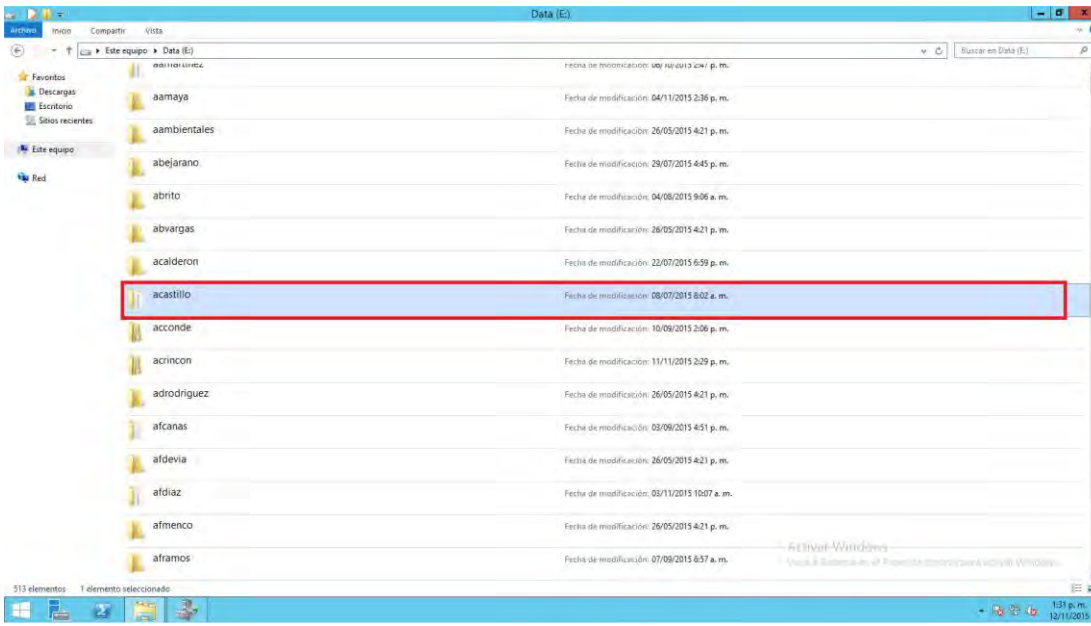 Data (E:)
Archivo Inicio Compartir Vista
Este equipo ▸ Data (E:)
Buscar en Data (E:)
Favoritos
Descargas
Escritorio
Sitios recientes
Este equipo
Red
aamartinez Fecha de modificación:
aamaya Fecha de modificación: 04/11/2015 2:36 p. m.
aambientales Fecha de modificación: 26/05/2015 4:21 p. m.
abejarano Fecha de modificación: 29/07/2015 4:45 p. m.
abrito Fecha de modificación: 04/08/2015 9:06 a. m.
abvargas Fecha de modificación: 26/05/2015 4:21 p. m.
acalderon Fecha de modificación: 22/07/2015 6:59 p. m.
acastillo Fecha de modificación: 08/07/2015 8:02 a. m.
acconde Fecha de modificación: 10/09/2015 2:06 p. m.
acrincon Fecha de modificación: 11/11/2015 2:29 p. m.
adrodriguez Fecha de modificación: 26/05/2015 4:21 p. m.
afcanas Fecha de modificación: 03/09/2015 4:51 p. m.
afdevia Fecha de modificación: 26/05/2015 4:21 p. m.
afdiaz Fecha de modificación: 03/11/2015 10:07 a. m.
afmenco Fecha de modificación: 26/05/2015 4:21 p. m.
aframos Fecha de modificación: 07/09/2015 6:57 a. m.
Activar Windows
513 elementos 1 elemento seleccionado
1:31 p. m.
12/11/2015